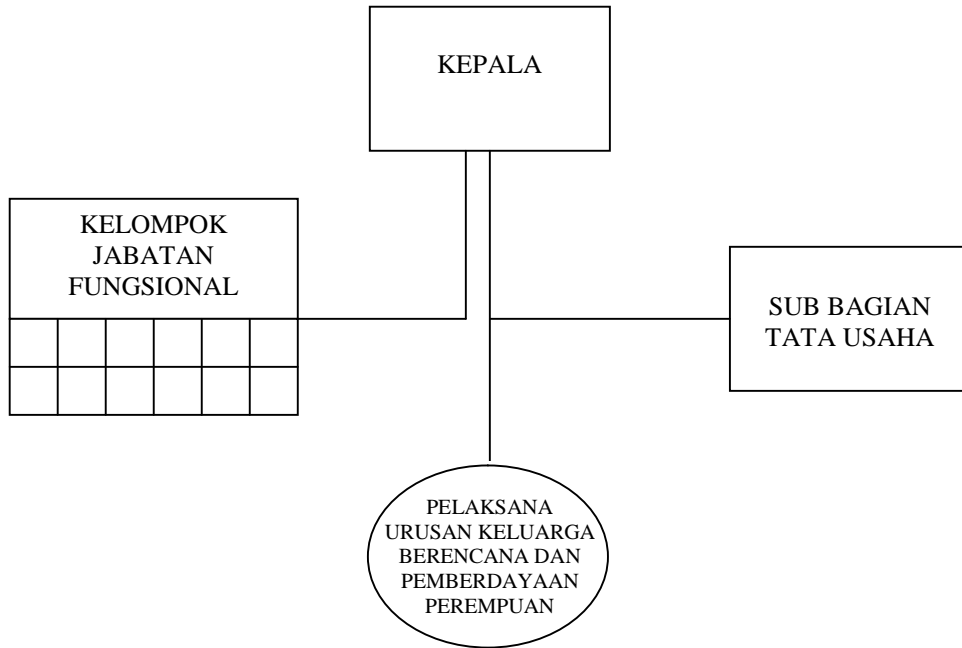 KEPALA
KELOMPOK
JABATAN
FUNGSIONAL
SUB BAGIAN
TATA USAHA
PELAKSANA
URUSAN KELUARGA
BERENCANA DAN
PEMBERDAYAAN
PEREMPUAN